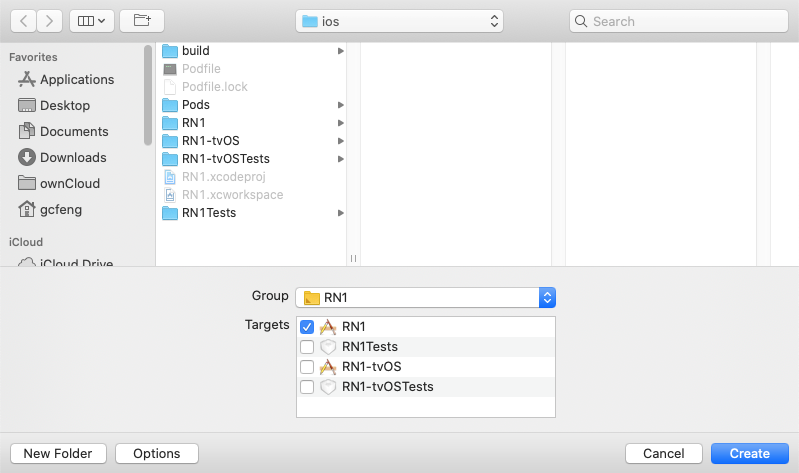 ios
Search
Favorites
Applications
Desktop
Documents
Downloads
ownCloud
gcfeng
iCloud
iCloud Drive
build
Podfile
Podfile.lock
Pods
RN1
RN1-tvOS
RN1-tvOSTests
RN1.xcodeproj
RN1.xcworkspace
RN1Tests
Group RN1
Targets RN1
RN1Tests
RN1-tvOS
RN1-tvOSTests
New Folder Options Cancel Create